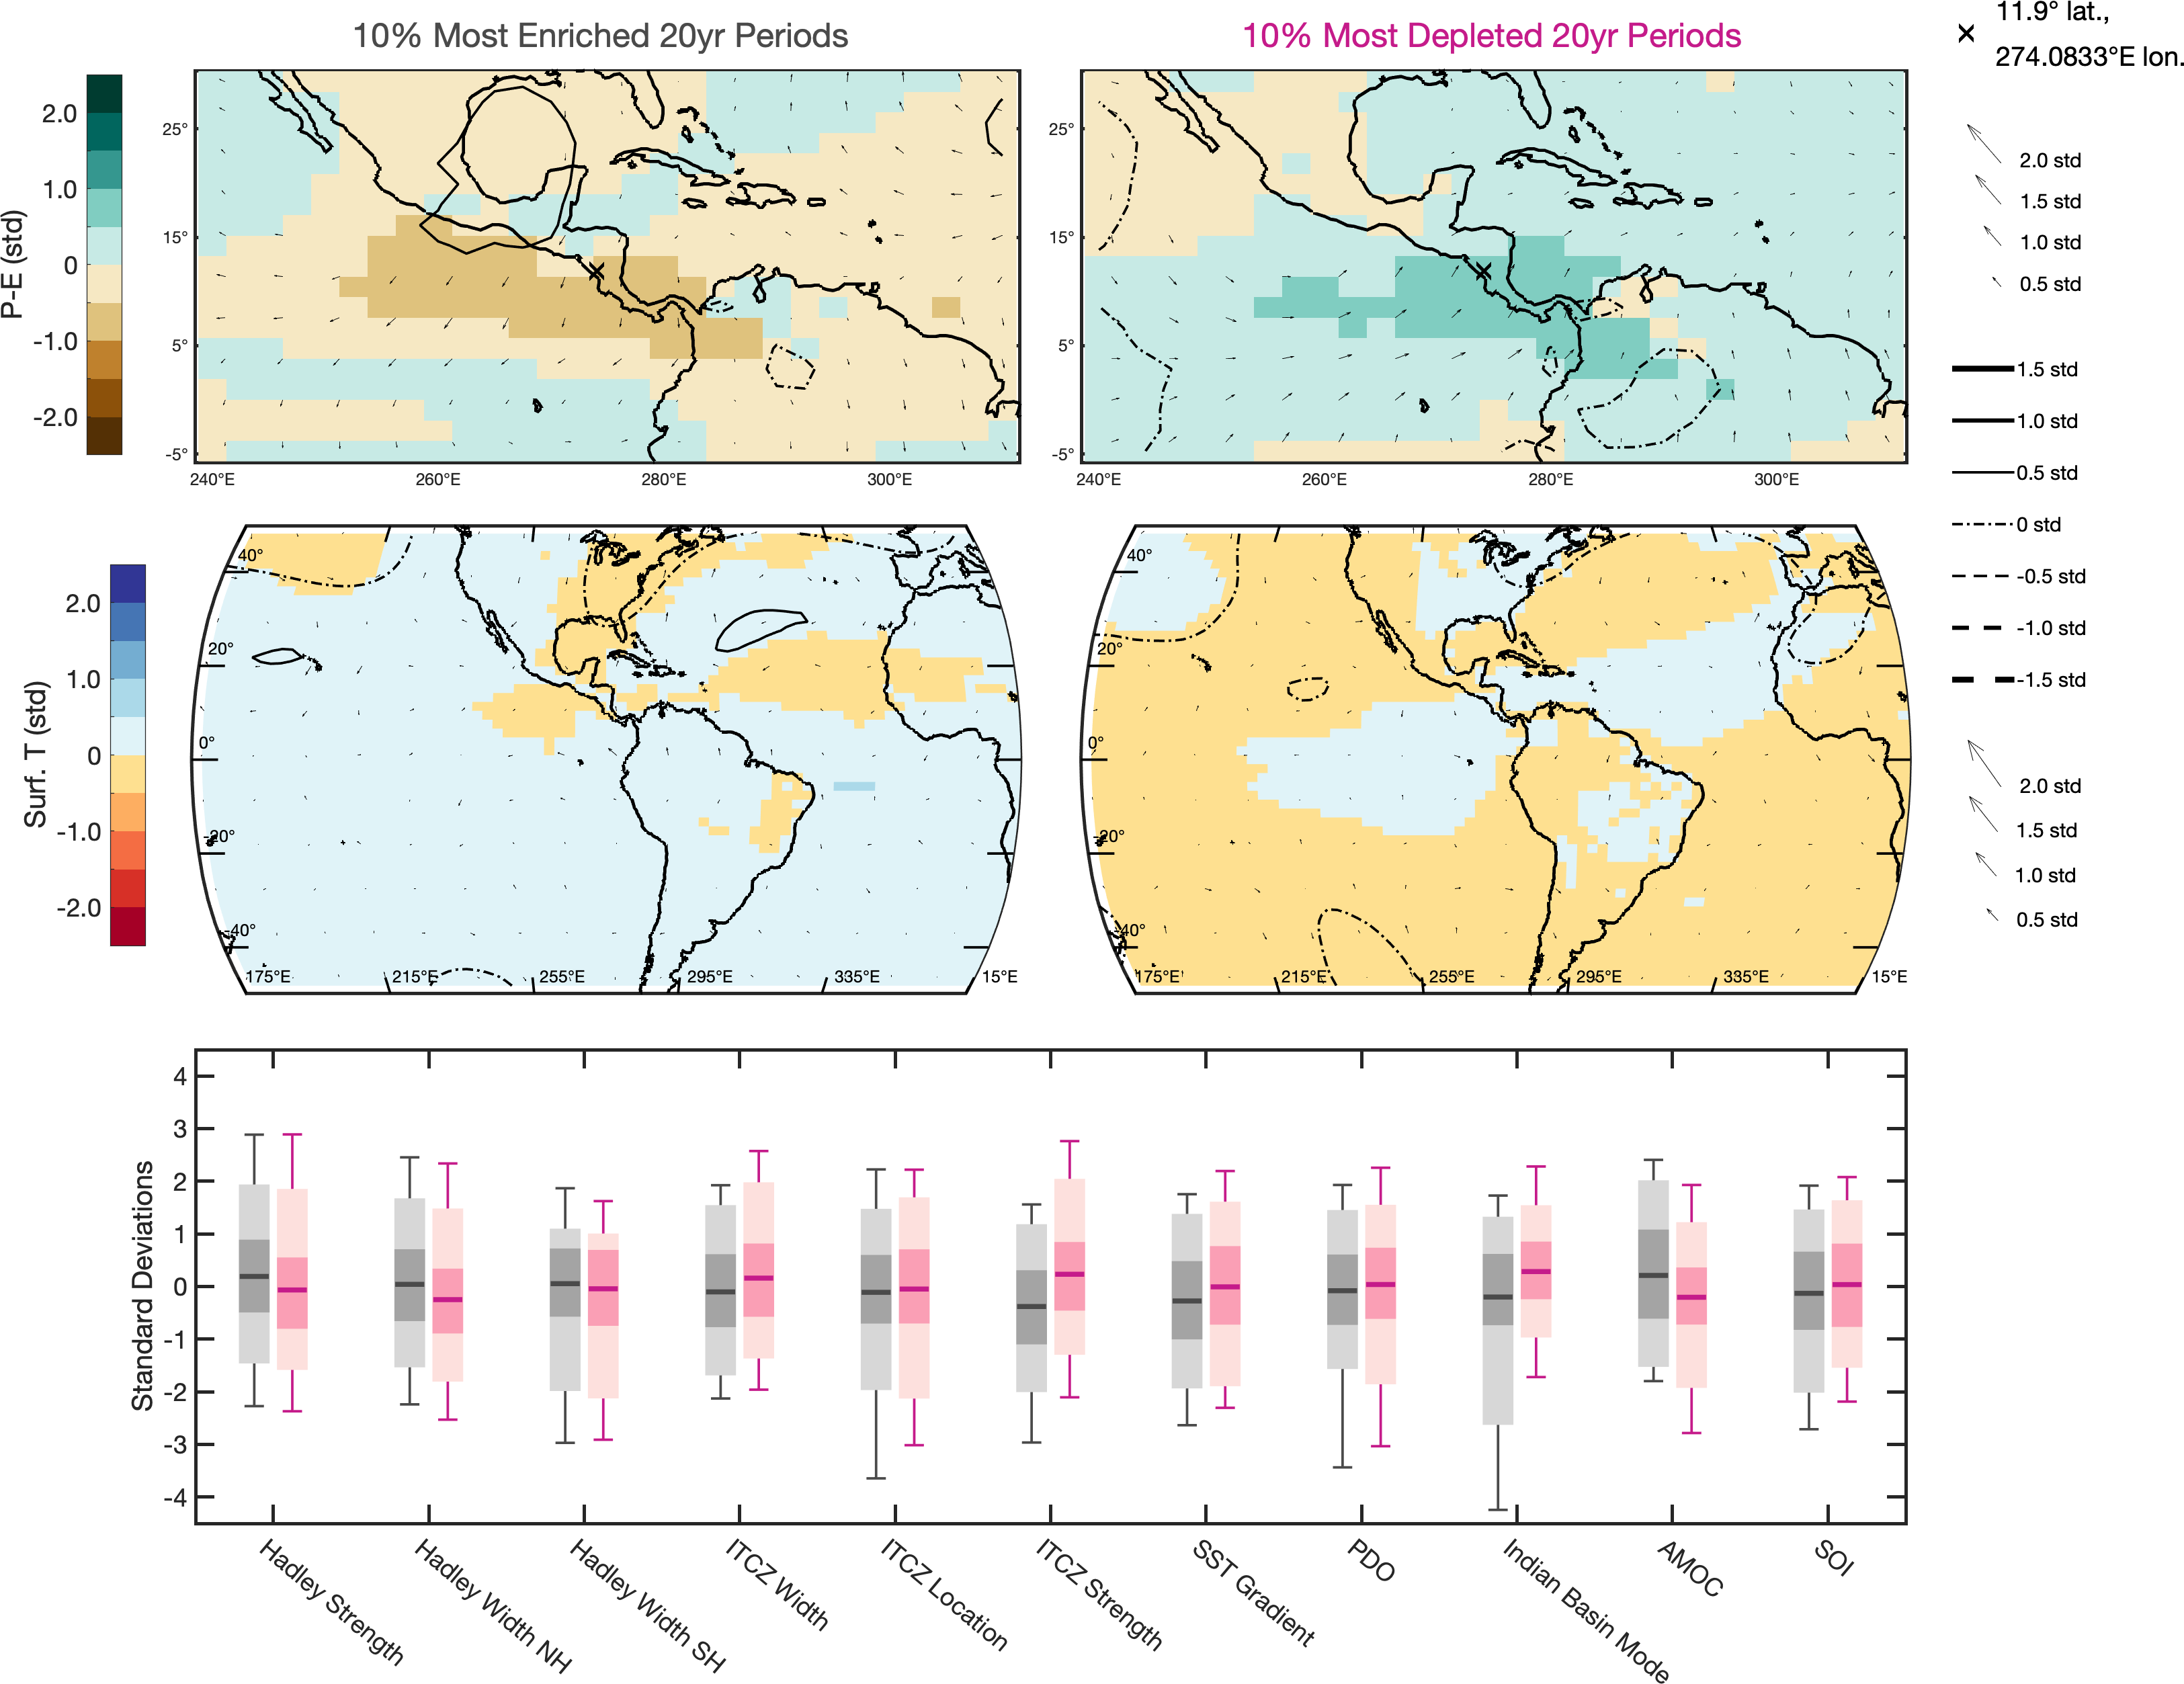 10% Most Enriched 20yr Periods
10% Most Depleted 20yr Periods
11.9° lat.,
274.0833°E lon.
P-E (std)
2.0
1.0
0
-1.0
-2.0
25°
15°
5°
-5°
240°E
260°E
280°E
300°E
25°
15°
5°
-5°
240°E
260°E
280°E
300°E
2.0 std
1.5 std
1.0 std
0.5 std
1.5 std
1.0 std
0.5 std
0 std
-0.5 std
-1.0 std
-1.5 std
2.0 std
1.5 std
1.0 std
0.5 std
Surf. T (std)
2.0
1.0
0
-1.0
-2.0
40°
20°
0°
-20°
-40°
175°E
215°E
255°E
295°E
335°E
15°E
40°
20°
0°
-20°
-40°
175°E
215°E
255°E
295°E
335°E
15°E
Standard Deviations
4
3
2
1
0
-1
-2
-3
-4
Hadley Strength
Hadley Width NH
Hadley Width SH
ITCZ Width
ITCZ Location
ITCZ Strength
SST Gradient
PDO
Indian Basin Mode
AMOC
SOI